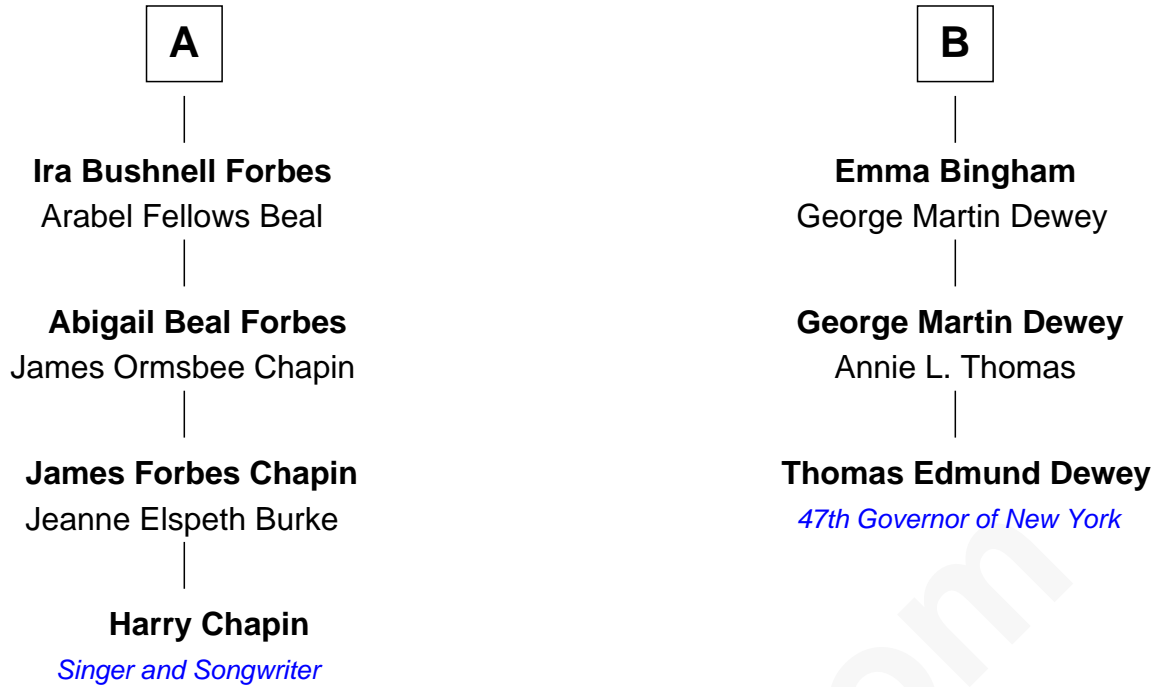 A
Ira Bushnell Forbes
Arabel Fellows Beal
Abigail Beal Forbes
James Ormsbee Chapin
James Forbes Chapin
Jeanne Elspeth Burke
Harry Chapin
Singer and Songwriter
B
Emma Bingham
George Martin Dewey
George Martin Dewey
Annie L. Thomas
Thomas Edmund Dewey
47th Governor of New York